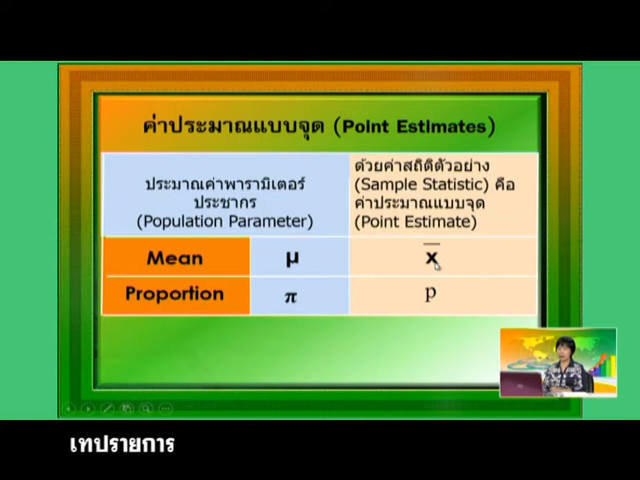 ค่าประมาณแบบจุด (Point Estimates)
ประมาณค่าพารามิเตอร์
ประชากร
(Population Parameter)
ด้วยค่าสถิติตัวอย่าง
(Sample Statistic) คือ
ค่าประมาณแบบจุด
(Point Estimate)
Mean μ x̅
Proportion π p
เทปรายการ